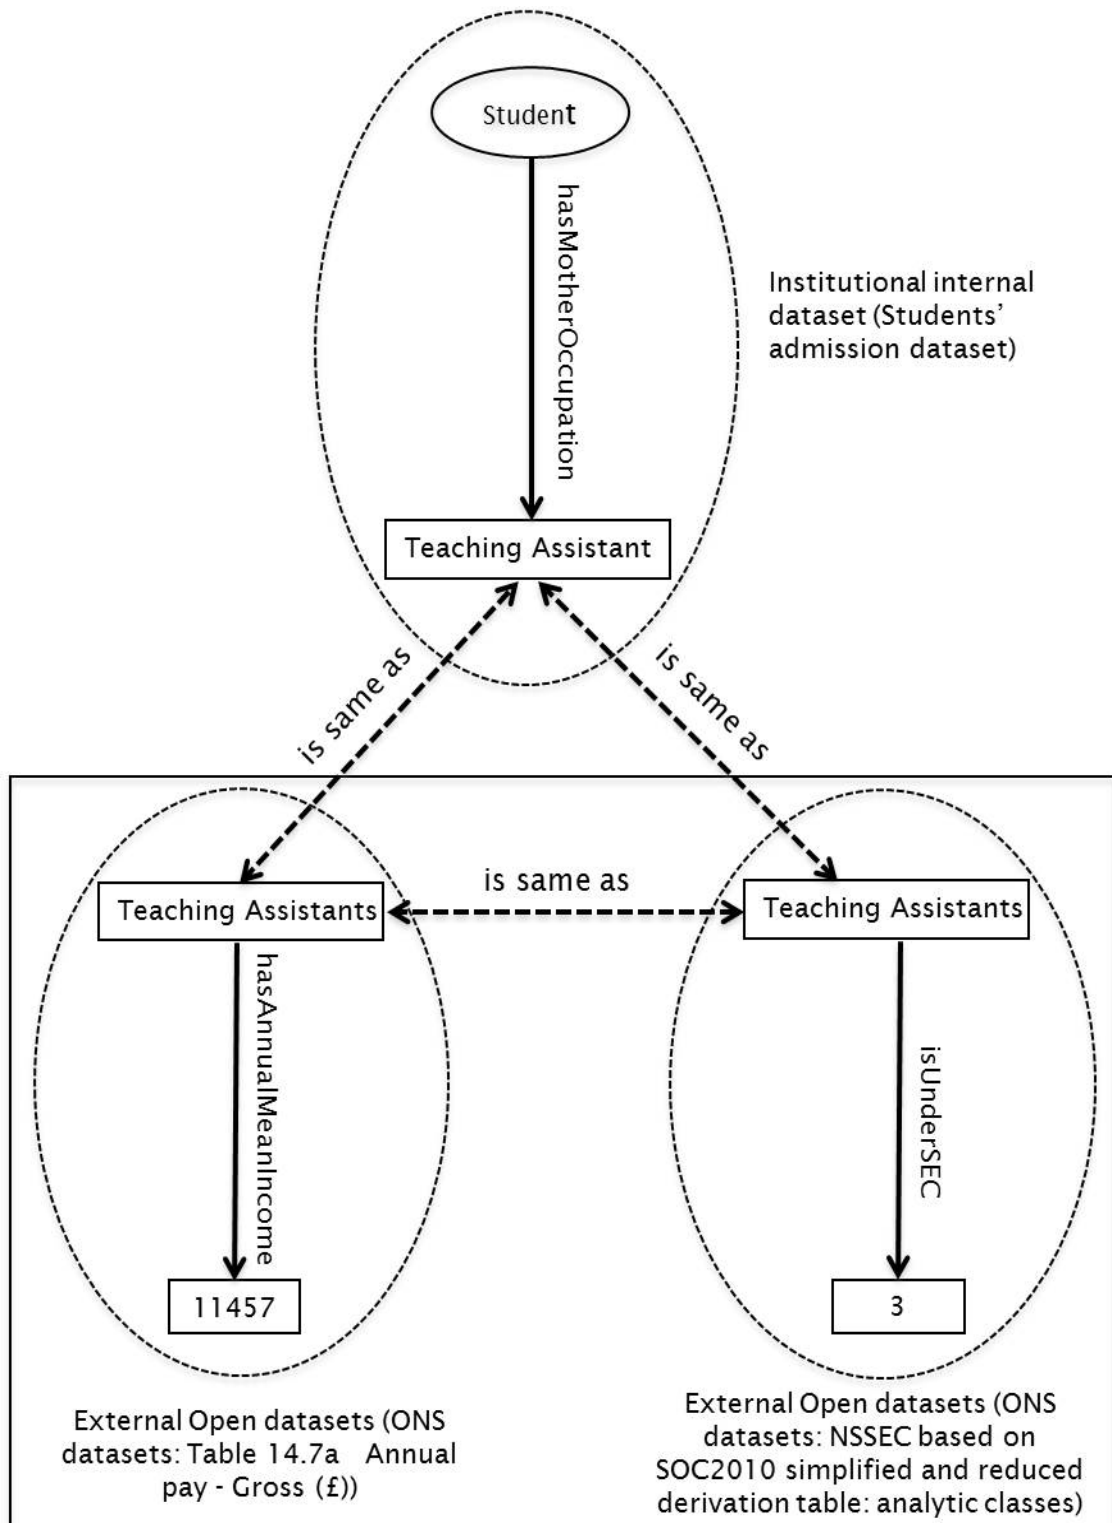 Student
hasMotherOccupation
Institutional internal
dataset (Students’
admission dataset)
Teaching Assistant
is same as
is same as
is same as
Teaching Assistants
Teaching Assistants
hasAnnualMeanIncome
isUnderSEC
11457
3
External Open datasets (ONS
datasets: Table 14.7a Annual
pay - Gross (£))
External Open datasets (ONS
datasets: NSSEC based on
SOC2010 simplified and reduced
derivation table: analytic classes)